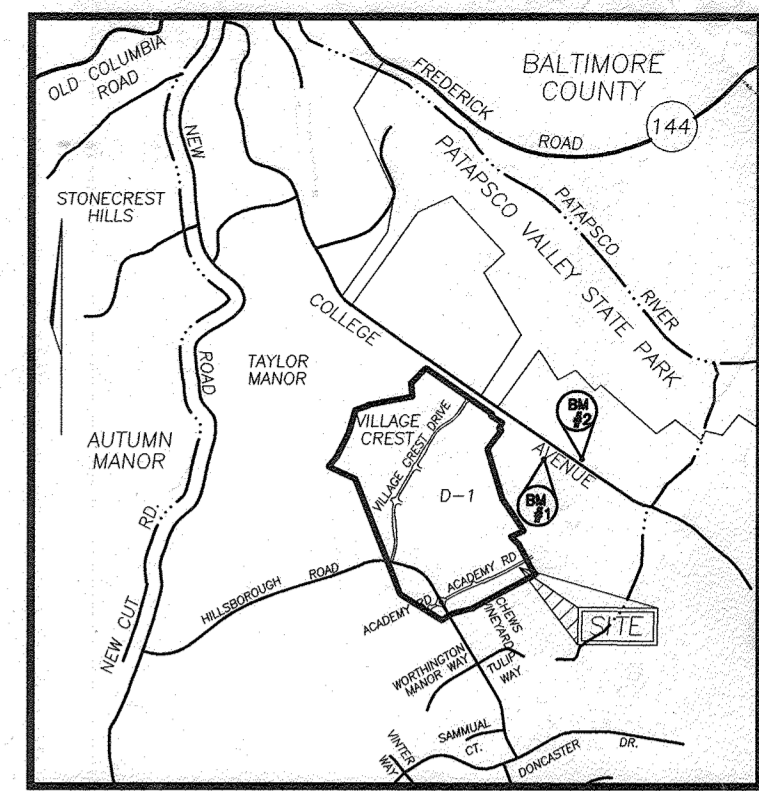 OLD COLUMBIA
ROAD
NEW
FREDERICK
ROAD
BALTIMORE
COUNTY
144
STONECREST
HILLS
PATAPSCO VALLEY STATE PARK
PATAPSCO
RIVER
COLLEGE
AVENUE
ROAD
TAYLOR
MANOR
AUTUMN
MANOR
VILLAGE
CREST
VILLAGE CREST DRIVE
D-1
BM
#2
BM
#1
NEW CUT
RD.
HILLSBOROUGH ROAD
ACADEMY RD
ACADEMY RD
CHEWS
VINEYARD
SITE
WORTHINGTON
MANOR WAY
TULIP
WAY
SAMMUAL
CT.
VINTER
WAY
DONCASTER DR.